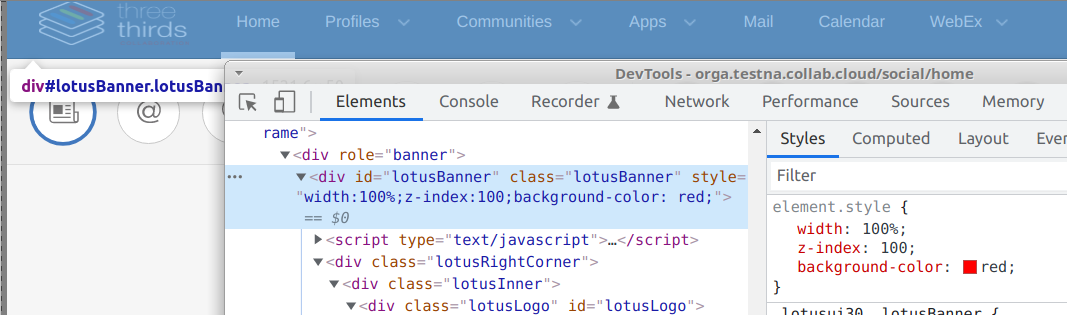 three
thirds
Home Profiles Communities Apps Mail Calendar WebEx
div#lotusBanner.lotusBan
@
DevTools - orga.testna.collab.cloud/social/home
Elements Console Recorder Network Performance Sources Memory
rame">
<div role="banner">
<div id="lotusBanner" class="lotusBanner" style=
"width:100%;z-index:100;background-color: red;">
== $0
<script type="text/javascript">…</script>
<div class="lotusRightCorner">
<div class="lotusInner">
<div class="lotusLogo" id="lotusLogo">
Styles Computed Layout Ever
Filter
element.style {
width: 100%;
z-index: 100;
background-color: red;
}
.lotusui30 .lotusBanner {